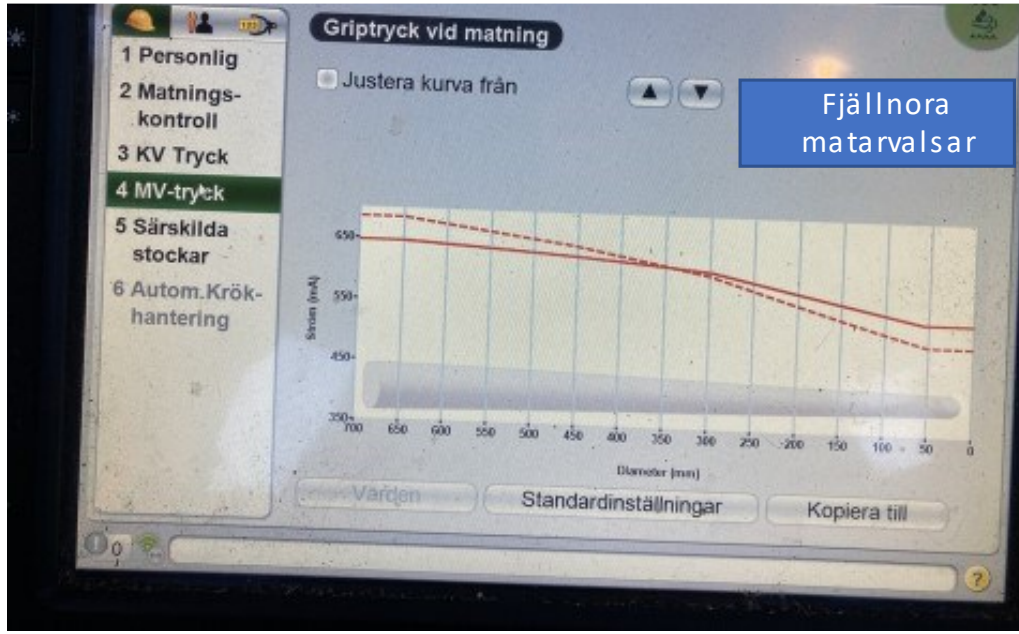 Griptryck vid matning
1 Personlig
2 Matnings-
kontroll
3 KV Tryck
4 MV-tryck
5 Särskilda
stockar
6 Autom.Krök-
hantering
Justera kurva från
Fjällnora
matarvalsar
650
550
450
350
Ström (mA)
700 650 600 550 500 450 400 350 300 250 200 150 100 50 0
Diameter (mm)
Värden
Standardinställningar
Kopiera till
0
?